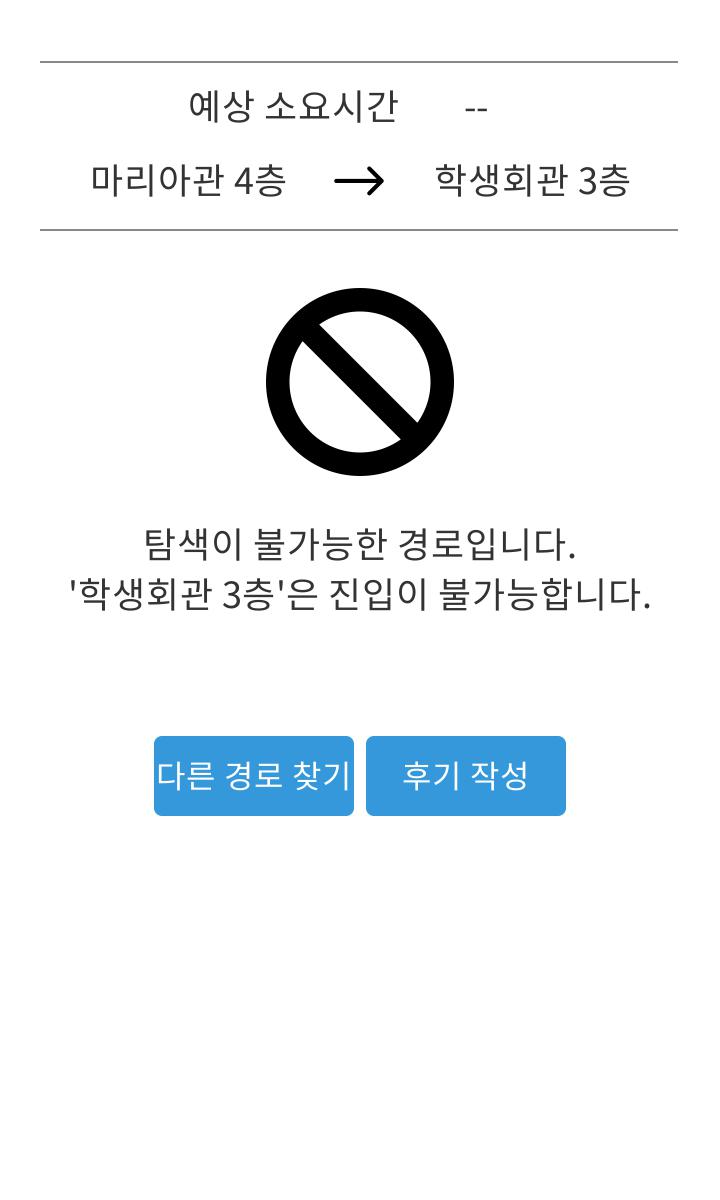 예상 소요시간 --
마리아관 4층 → 학생회관 3층
탐색이 불가능한 경로입니다.
'학생회관 3층'은 진입이 불가능합니다.
다른 경로 찾기 후기 작성